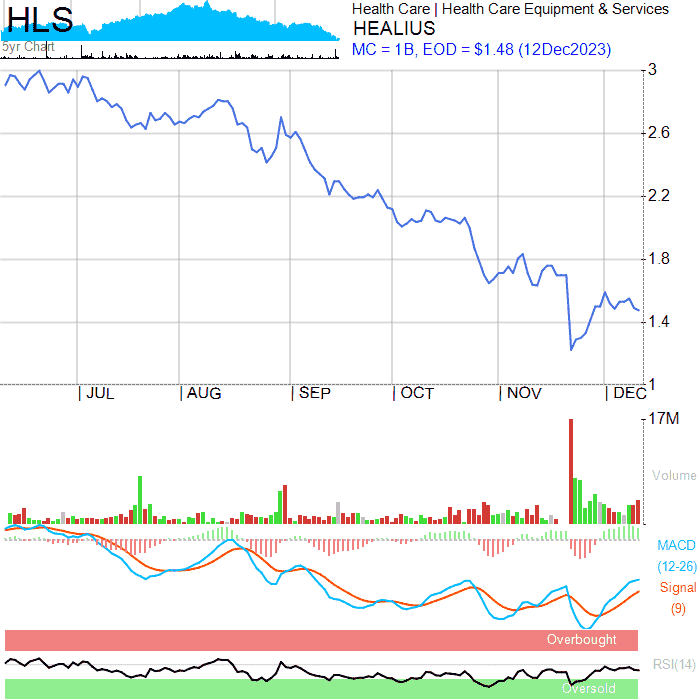 HLS
5yr Chart
Health Care | Health Care Equipment & Services
HEALIUS
MC = 1B, EOD = $1.48 (12Dec2023)
3
2.6
2.2
1.8
1.4
1
JUL
AUG
SEP
OCT
NOV
DEC
17M
Volume
MACD
(12-26)
Signal
(9)
Overbought
RSI(14)
Oversold